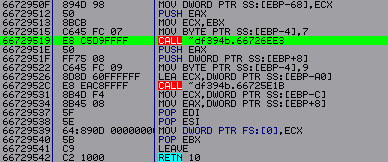 6672950F 894D 98 MOV DWORD PTR SS:[EBP-68],ECX
66729512 50 PUSH EAX
66729513 8BCB MOV ECX,EBX
66729515 C645 FC 07 MOV BYTE PTR SS:[EBP-4],7
66729519 E8 C5D9FFFF CALL ~df394b.66726EE3
6672951E 50 PUSH EAX
6672951F FF75 08 PUSH DWORD PTR SS:[EBP+8]
66729522 C645 FC 09 MOV BYTE PTR SS:[EBP-4],9
66729526 8D8D 60FFFFFF LEA ECX,DWORD PTR SS:[EBP-A0]
6672952C E8 EAC8FFFF CALL ~df394b.66725E1B
66729531 8B4D F4 MOV ECX,DWORD PTR SS:[EBP-C]
66729534 8B45 08 MOV EAX,DWORD PTR SS:[EBP+8]
66729537 5F POP EDI
66729538 5E POP ESI
66729539 64:890D 0000000 MOV DWORD PTR FS:[0],ECX
66729540 5B POP EBX
66729541 C9 LEAVE
66729542 C2 1000 RETN 10